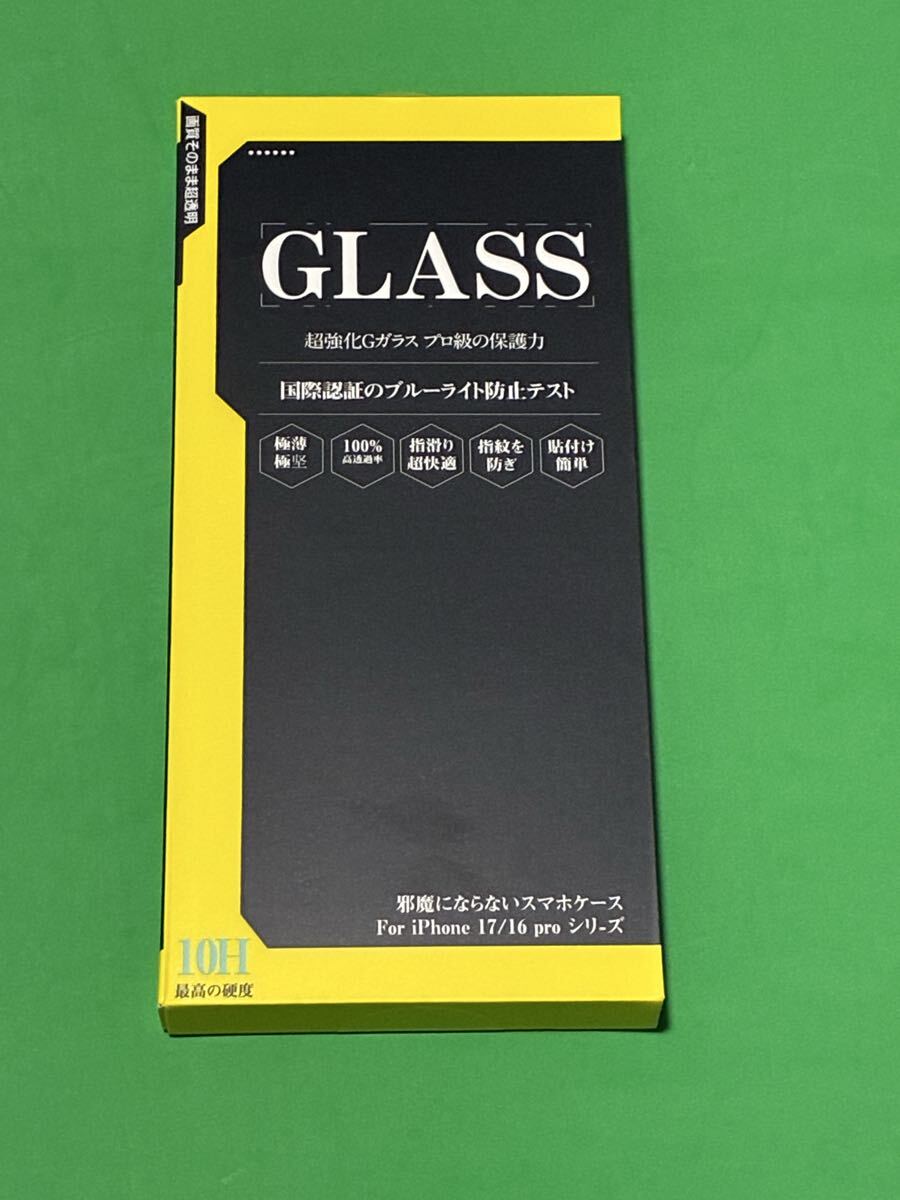 画質そのまま超透明
GLASS
超強化Gガラス プロ級の保護力
国際認証のブルーライト防止テスト
極薄
極坚
100%
高透過率
指滑り
超快適
指紋を
防ぎ
貼付け
簡単
邪魔にならないスマホケース
For iPhone 17/16 pro シリ-ズ
10H
最高の硬度